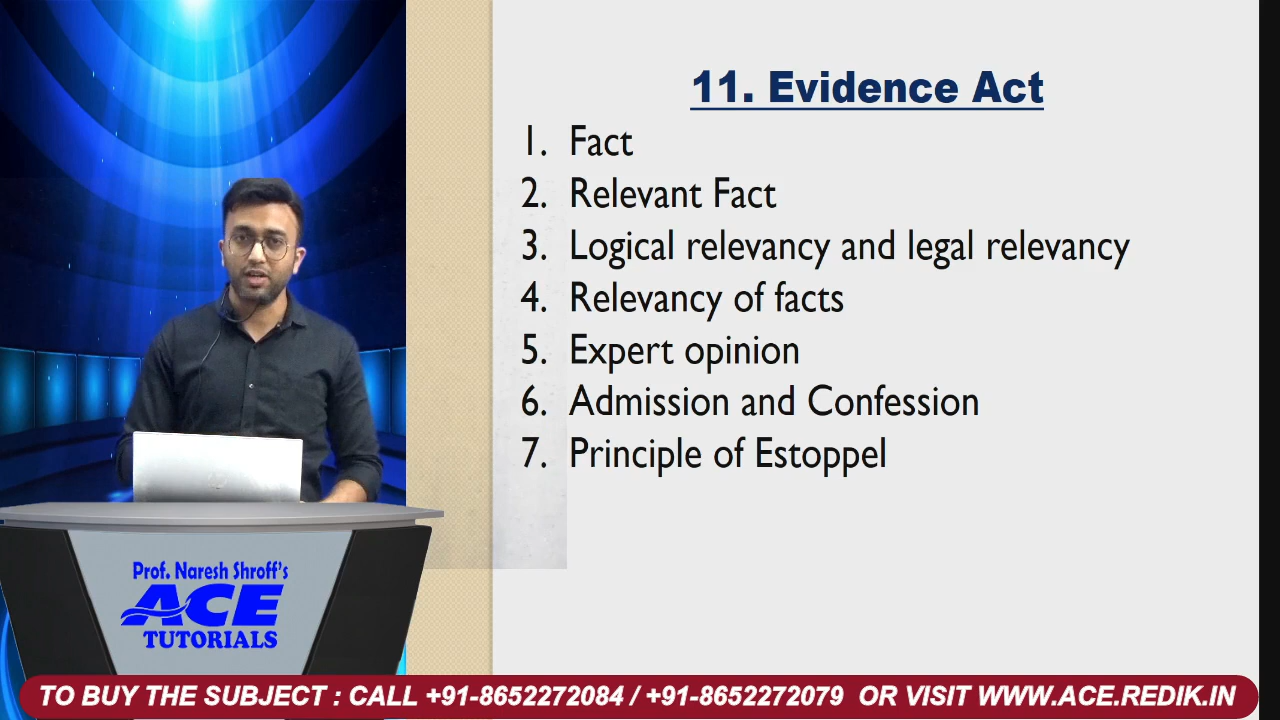 11. Evidence Act
1. Fact
2. Relevant Fact
3. Logical relevancy and legal relevancy
4. Relevancy of facts
5. Expert opinion
6. Admission and Confession
7. Principle of Estoppel
Prof. Naresh Shroff's
ACE
TUTORIALS
TO BUY THE SUBJECT : CALL +91-8652272084 / +91-8652272079 OR VISIT WWW.ACE.REDIK.IN